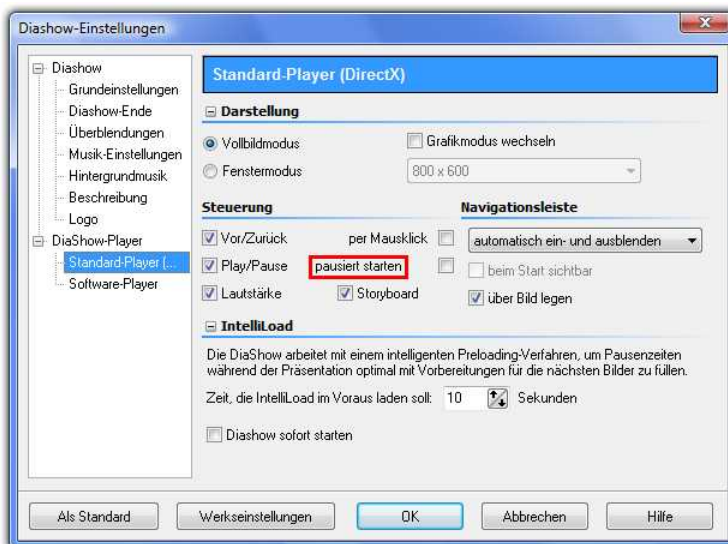 Diashow-Einstellungen
Diashow
Grundeinstellungen
Diashow-Ende
Überblendungen
Musik-Einstellungen
Hintergrundmusik
Beschreibung
Logo
DiaShow-Player
Standard-Player (...
Software-Player
Standard-Player (DirectX)
Darstellung
Vollbildmodus
Grafikmodus wechseln
Fenstermodus
800 x 600
Steuerung
Navigationsleiste
Vor/Zurück
per Mausklick
automatisch ein- und ausblenden
Play/Pause
pausiert starten
beim Start sichtbar
Lautstärke
Storyboard
über Bild legen
IntelliLoad
Die DiaShow arbeitet mit einem intelligenten Preloading-Verfahren, um Pausenzeiten
während der Präsentation optimal mit Vorbereitungen für die nächsten Bilder zu füllen.
Zeit, die IntelliLoad im Voraus laden soll: 10 Sekunden
Diashow sofort starten
Als Standard
Werkseinstellungen
OK
Abbrechen
Hilfe